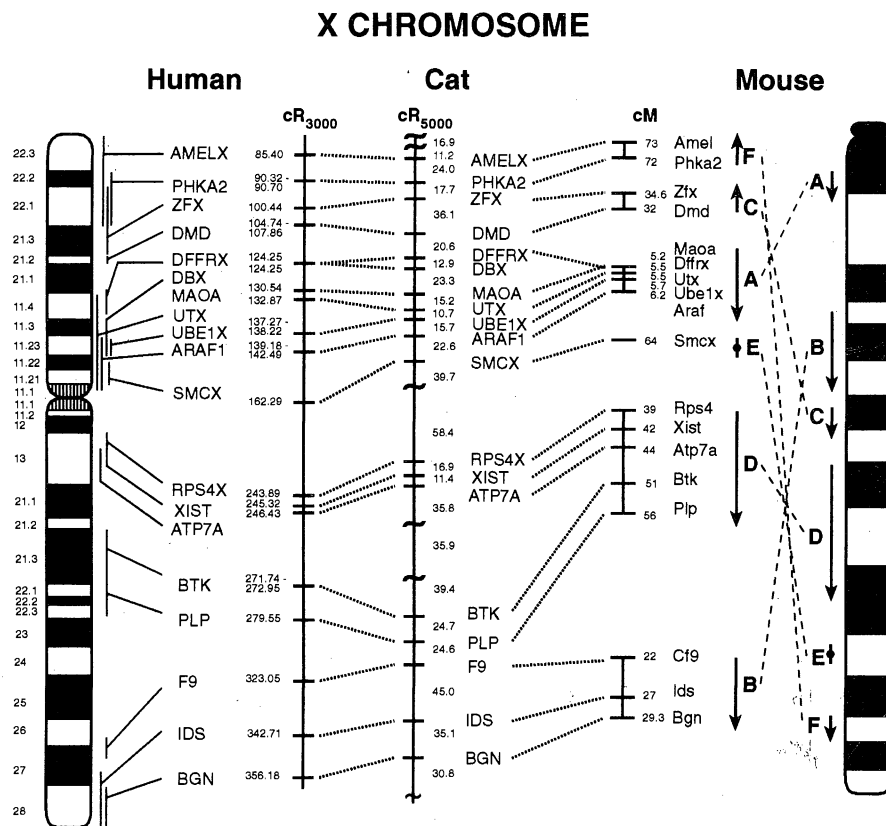 X CHROMOSOME
Human Cat Mouse
cR3000 cR5000 cM
22.3
22.2
22.1
21.3
21.2
21.1
11.4
11.3
11.23
11.22
11.21
11.1
11.1
11.2
12
13
21.1
21.2
21.3
22.1
22.2
22.3
23
24
25
26
27
28
AMELX
PHKA2
ZFX
DMD
DFFRX
DBX
MAOA
UTX
UBE1X
ARAF1
SMCX
RPS4X
XIST
ATP7A
BTK
PLP
F9
IDS
BGN
85.40
90.32
90.70
100.44
104.74
107.86
124.25
124.25
130.54
132.87
137.27
138.22
139.18
142.49
162.29
243.89
245.32
246.43
271.74
272.95
279.55
323.05
342.71
356.18
16.9
11.2
24.0
17.7
36.1
20.6
12.9
23.3
15.2
10.7
15.7
22.6
39.7
58.4
16.9
11.4
35.8
35.9
39.4
24.7
24.6
45.0
35.1
30.8
AMELX
PHKA2
ZFX
DMD
DFFRX
DBX
MAOA
UTX
UBE1X
ARAF1
SMCX
RPS4X
XIST
ATP7A
BTK
PLP
F9
IDS
BGN
73 Amel
72 Phka2
34.6 Zfx
32 Dmd
Maoa
5.2 Dffrx
5.5 Utx
5.5 Ube1x
5.7 Araf
6.2
64 Smcx
39 Rps4
42 Xist
44 Atp7a
51 Btk
56 Plp
22 Cf9
27 Ids
29.3 Bgn
F
C
A
E
D
B
A
B
C
D
E
F